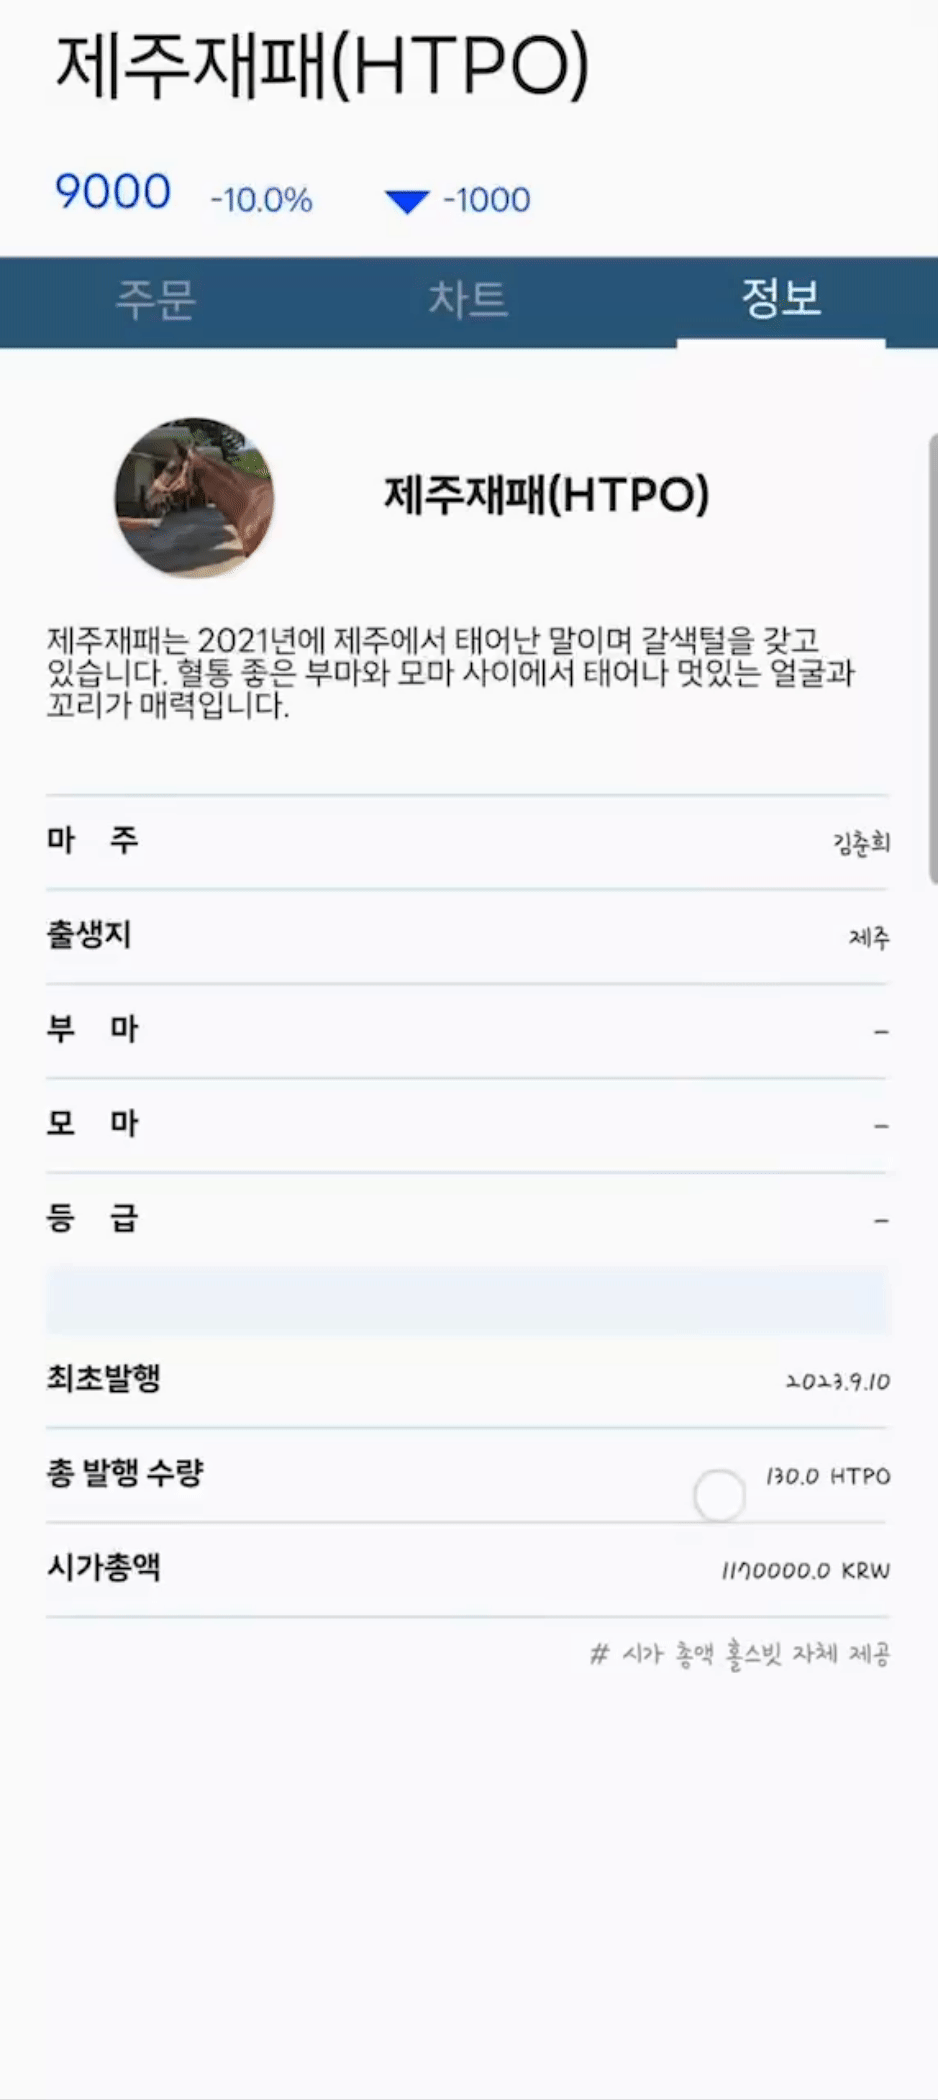 제주재패(HTPO)
9000 -10.0% ▼ -1000
주문 차트 정보
제주재패(HTPO)
제주재패는 2021년에 제주에서 태어난 말이며 갈색털을 갖고
있습니다. 혈통 좋은 부마와 모마 사이에서 태어나 멋있는 얼굴과
꼬리가 매력입니다.
마 주 김춘희
출생지 제주
부 마 -
모 마 -
등 급 -
최초발행 2023.9.10
총 발행 수량 130.0 HTPO
시가총액 1170000.0 KRW
# 시가 총액 홀스빗 자체 제공